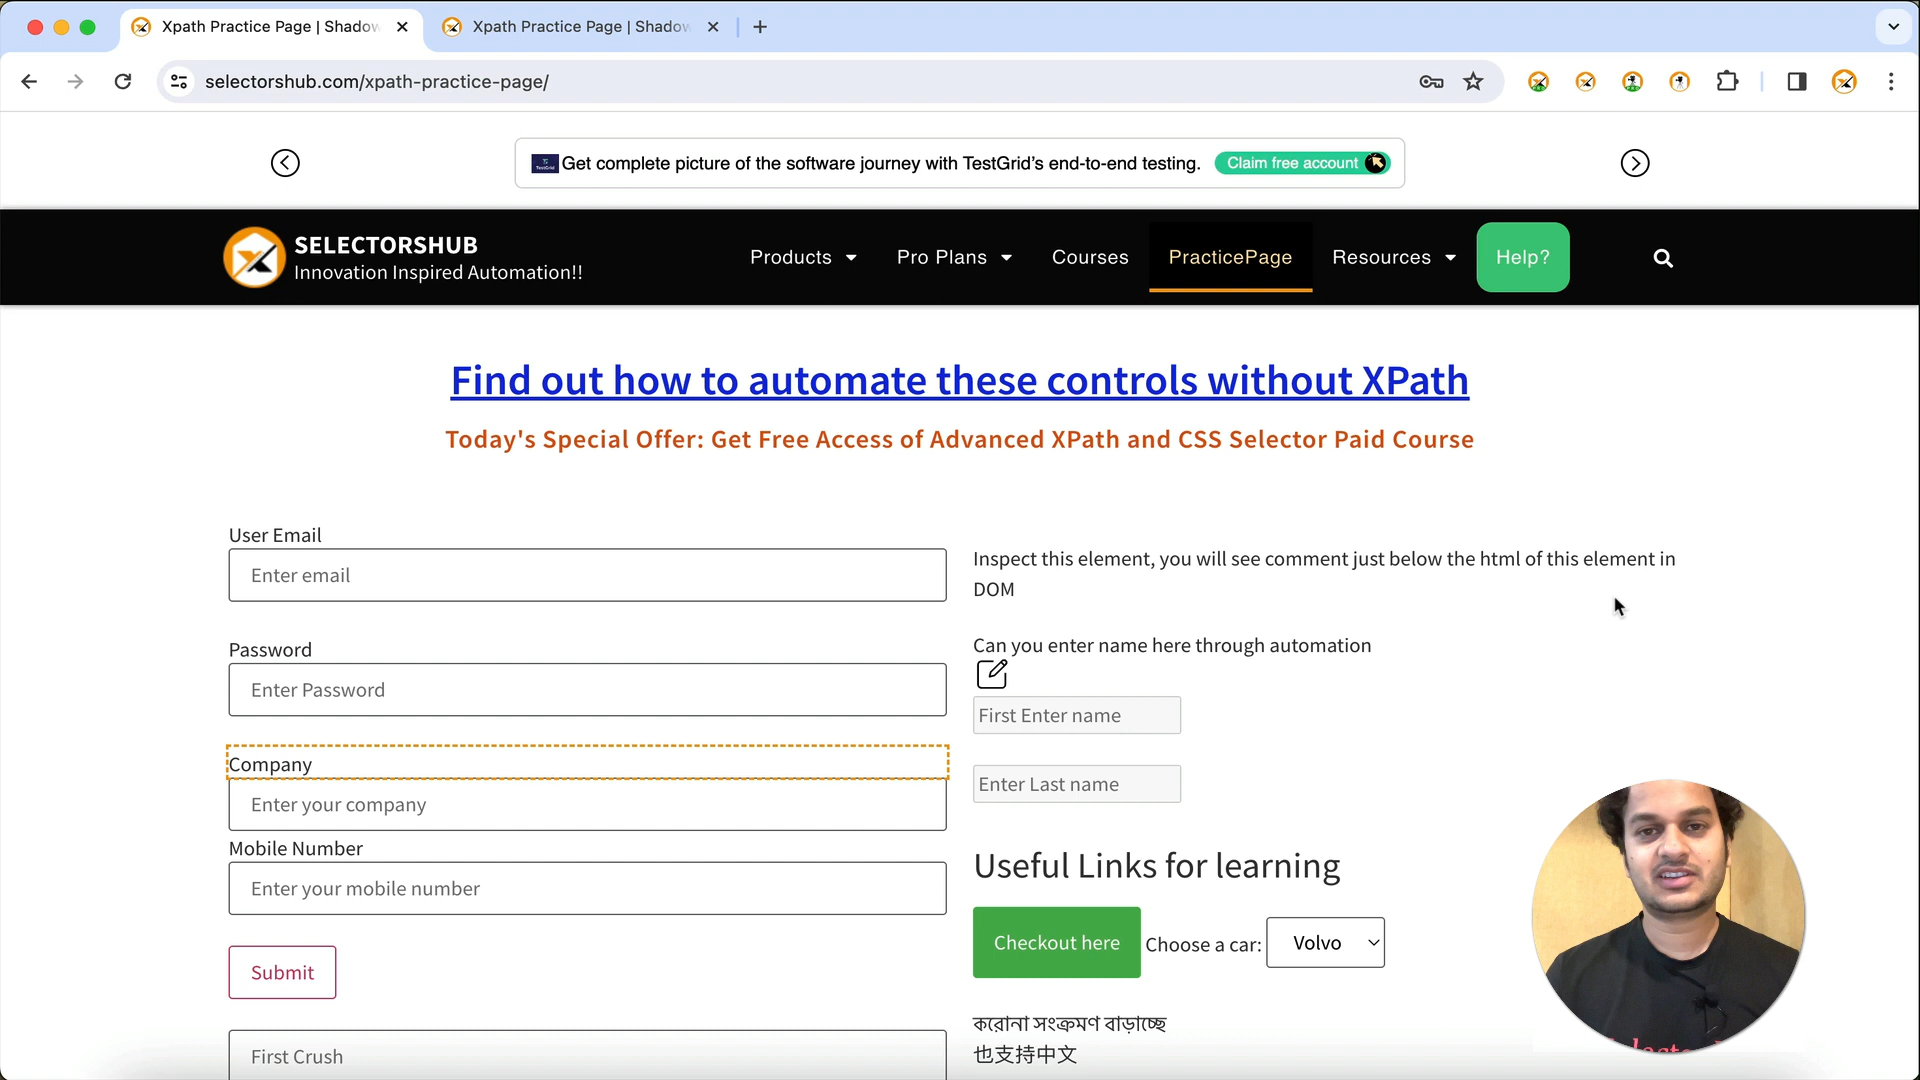 Xpath Practice Page | Shadow
Xpath Practice Page | Shadow
selectorshub.com/xpath-practice-page/
Get complete picture of the software journey with TestGrid's end-to-end testing. Claim free account
SELECTORSHUB
Innovation Inspired Automation!!
Products
Pro Plans
Courses
PracticePage
Resources
Help?
Find out how to automate these controls without XPath
Today's Special Offer: Get Free Access of Advanced XPath and CSS Selector Paid Course
User Email
Enter email
Password
Enter Password
Company
Enter your company
Mobile Number
Enter your mobile number
Submit
First Crush
Inspect this element, you will see comment just below the html of this element in
DOM
Can you enter name here through automation
First Enter name
Enter Last name
Useful Links for learning
Checkout here
Choose a car: Volvo
করোনা সংক্রমণ বাড়াচ্ছে
也支持中文